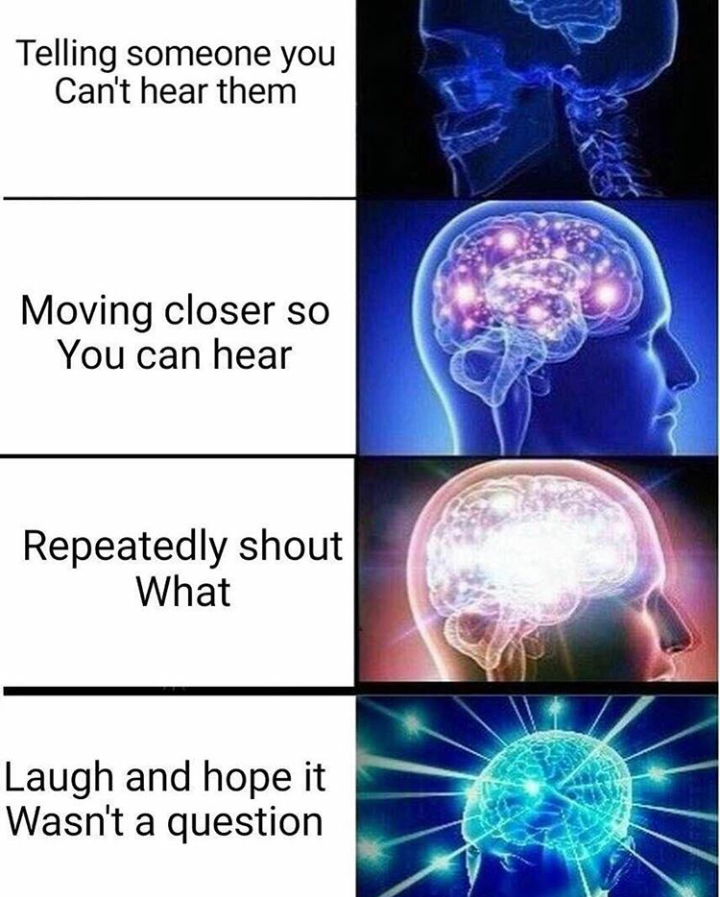 Telling someone you
Can't hear them
Moving closer so
You can hear
Repeatedly shout
What
Laugh and hope it
Wasn't a question